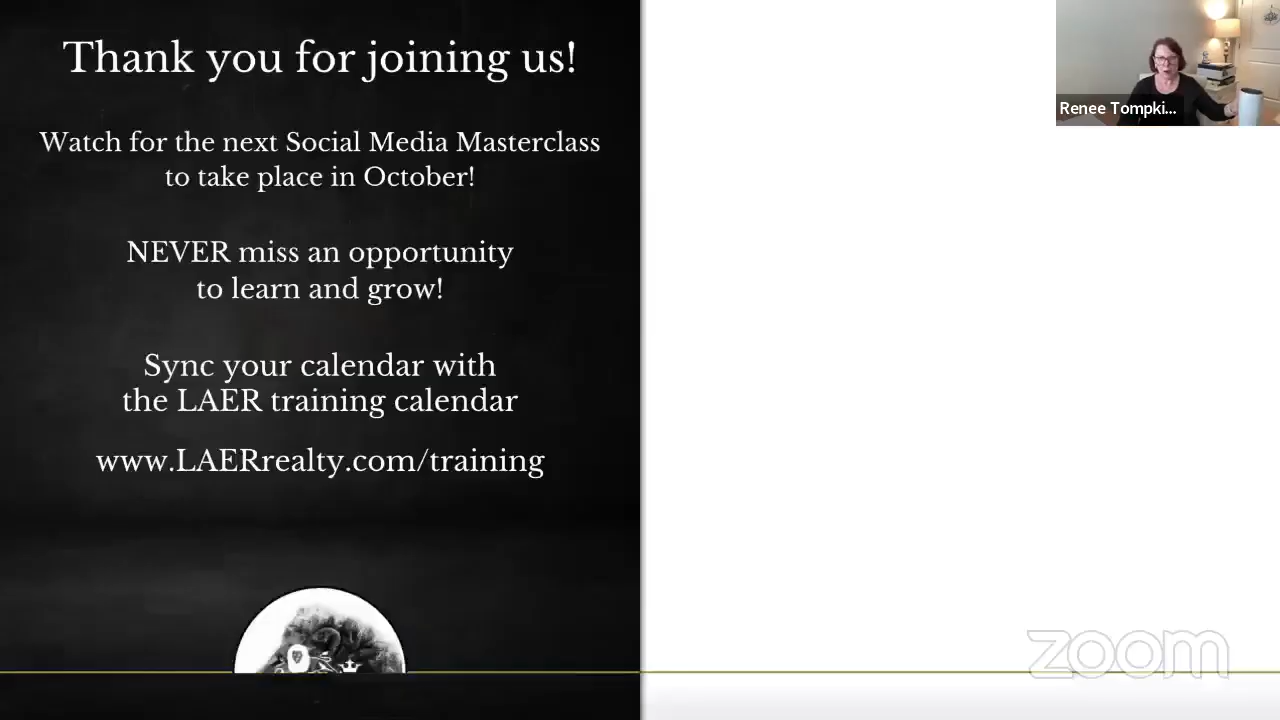 Thank you for joining us!
Watch for the next Social Media Masterclass
to take place in October!
NEVER miss an opportunity
to learn and grow!
Sync your calendar with
the LAER training calendar
www.LAERrealty.com/training
Renee Tompki...
zoom